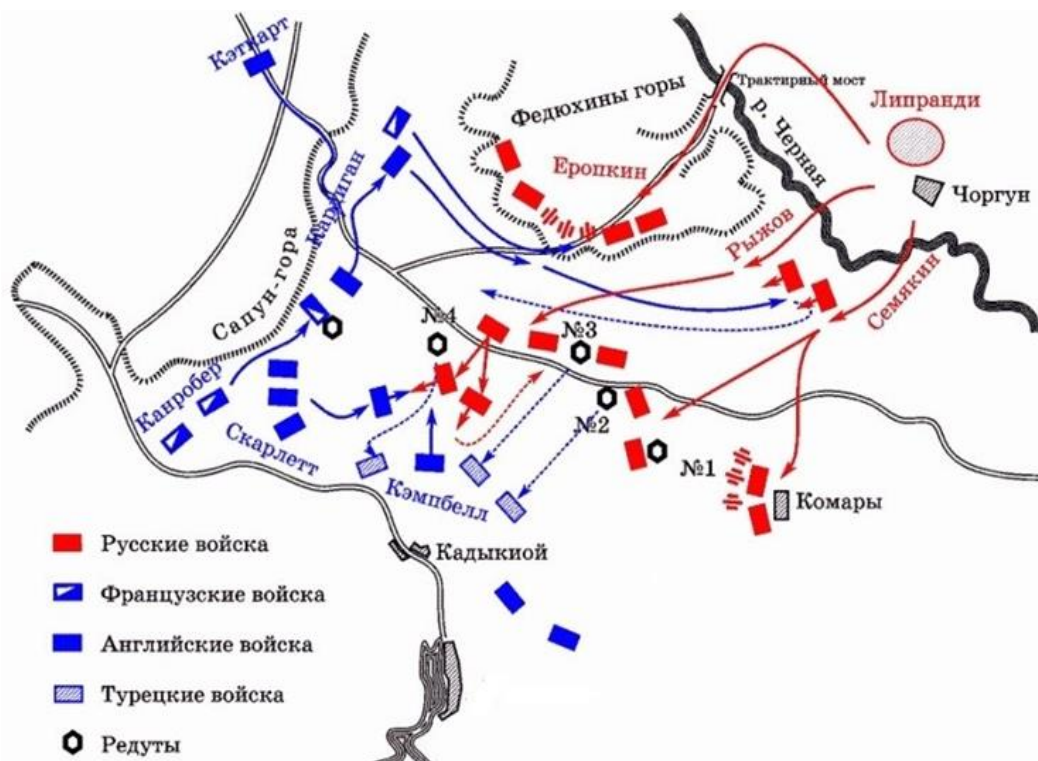 Кэткарт
Трактирный мост
Федюхины горы
Липранди
р. Черная
Чоргун
Еропкин
Кардиган
Рыжов
Семякин
Сапун-гора
№4
№3
Канробер
№2
Скарлетт
№1
Кэмпбелл
Комары
Кадыкиой
Русские войска
Французские войска
Английские войска
Турецкие войска
Редуты